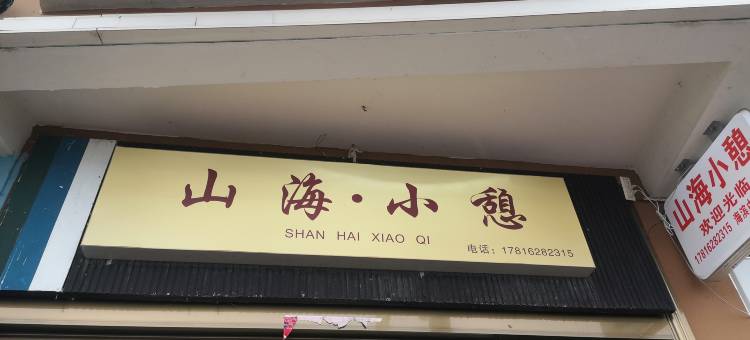 山海·小憩
SHAN HAI XIAO QI
电话：17816282315
山海小憩
欢迎光临
17816282315